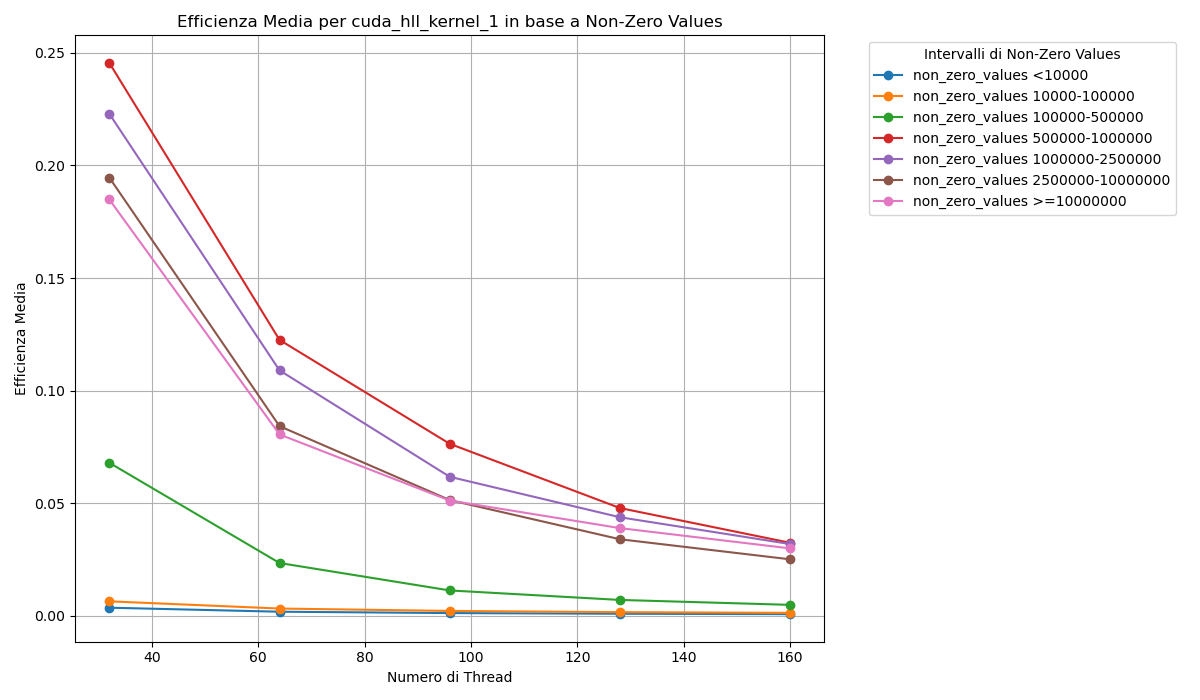 Efficienza Media per cuda_hll_kernel_1 in base a Non-Zero Values
Efficienza Media
0.25
0.20
0.15
0.10
0.05
0.00
40
60
80
100
120
140
160
Numero di Thread
Intervalli di Non-Zero Values
non_zero_values <10000
non_zero_values 10000-100000
non_zero_values 100000-500000
non_zero_values 500000-1000000
non_zero_values 1000000-2500000
non_zero_values 2500000-10000000
non_zero_values >=10000000